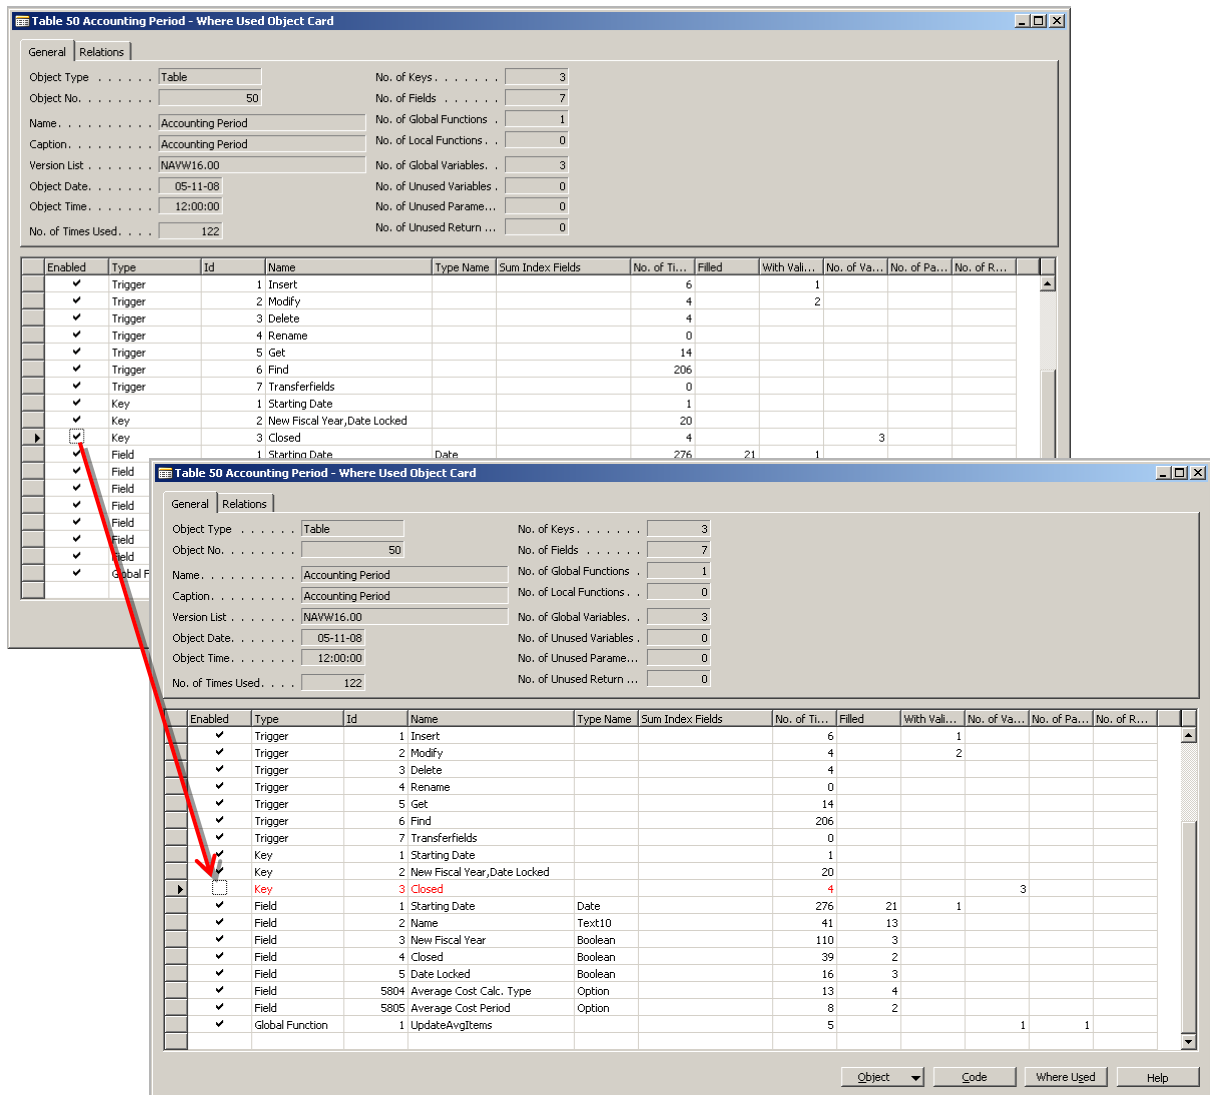 Table 50 Accounting Period - Where Used Object Card
General Relations
Object Type . . . . . . Table No. of Keys. . . . . . . 3
Object No. . . . . . . . 50 No. of Fields . . . . . . 7
Name. . . . . . . . . . Accounting Period No. of Global Functions . 1
Caption. . . . . . . . . Accounting Period No. of Local Functions . . 0
Version List . . . . . . . NAVW16.00 No. of Global Variables. . 3
Object Date. . . . . . . 05-11-08 No. of Unused Variables . 0
Object Time. . . . . . . 12:00:00 No. of Unused Parame... 0
No. of Times Used. . . . 122 No. of Unused Return ... 0
Enabled Type Id Name Type Name Sum Index Fields No. of Ti... Filled With Vali... No. of Va... No. of Pa... No. of R...
✔ Trigger 1 Insert 6 1
✔ Trigger 2 Modify 4 2
✔ Trigger 3 Delete 4
✔ Trigger 4 Rename 0
✔ Trigger 5 Get 14
✔ Trigger 6 Find 206
✔ Trigger 7 Transferfields 0
✔ Key 1 Starting Date 1
✔ Key 2 New Fiscal Year,Date Locked 20
✔ Key 3 Closed 4 3
✔ Field 1 Starting Date Date 276 21 1
✔ Field
✔ Field
✔ Field
✔ Field
✔ Field
✔ Field
✔ Global F
Table 50 Accounting Period - Where Used Object Card
General Relations
Object Type . . . . . . Table No. of Keys. . . . . . . 3
Object No. . . . . . . . 50 No. of Fields . . . . . . 7
Name. . . . . . . . . . Accounting Period No. of Global Functions . 1
Caption. . . . . . . . . Accounting Period No. of Local Functions . . 0
Version List . . . . . . . NAVW16.00 No. of Global Variables. . 3
Object Date. . . . . . . 05-11-08 No. of Unused Variables . 0
Object Time. . . . . . . 12:00:00 No. of Unused Parame... 0
No. of Times Used. . . . 122 No. of Unused Return ... 0
Enabled Type Id Name Type Name Sum Index Fields No. of Ti... Filled With Vali... No. of Va... No. of Pa... No. of R...
✔ Trigger 1 Insert 6 1
✔ Trigger 2 Modify 4 2
✔ Trigger 3 Delete 4
✔ Trigger 4 Rename 0
✔ Trigger 5 Get 14
✔ Trigger 6 Find 206
✔ Trigger 7 Transferfields 0
✔ Key 1 Starting Date 1
✔ Key 2 New Fiscal Year,Date Locked 20
Key 3 Closed 4 3
✔ Field 1 Starting Date Date 276 21 1
✔ Field 2 Name Text10 41 13
✔ Field 3 New Fiscal Year Boolean 110 3
✔ Field 4 Closed Boolean 39 2
✔ Field 5 Date Locked Boolean 16 3
✔ Field 5804 Average Cost Calc. Type Option 13 4
✔ Field 5805 Average Cost Period Option 8 2
✔ Global Function 1 UpdateAvgItems 5 1 1
Object Code Where Used Help